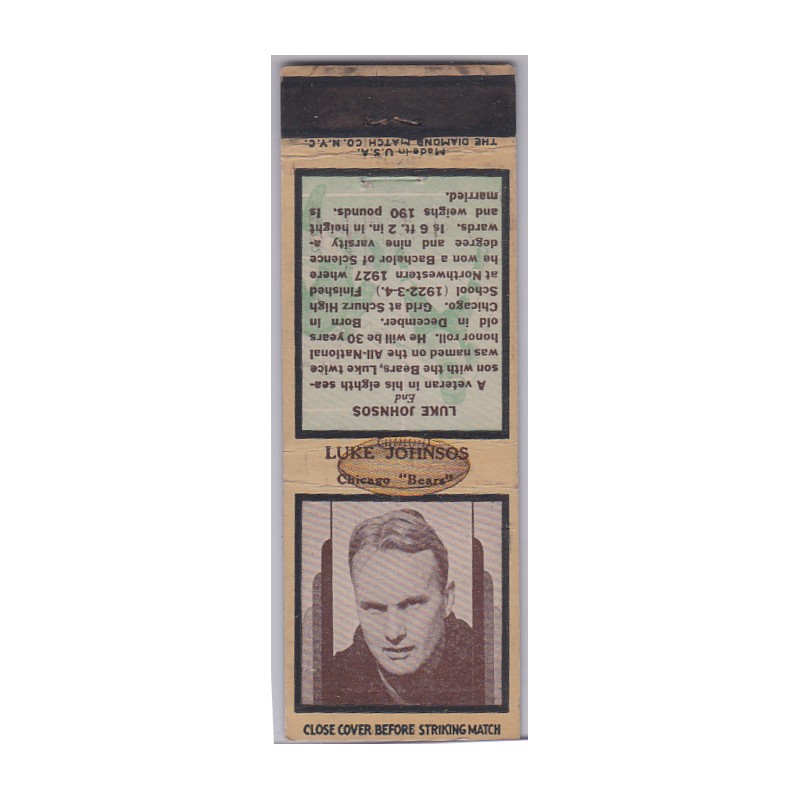 LUKE JOHNSOS
Chicago "Bears"
CLOSE COVER BEFORE STRIKING MATCH
LUKE JOHNSOS
End
A veteran in his eighth sea-
son with the Bears, Luke twice
was named on the All-National
honor roll. He will be 30 years
old in December. Born in
Chicago. Grid at Schurz High
School (1922-3-4.) Finished
at Northwestern 1927 where
he won a Bachelor of Science
degree and nine varsity a-
wards. Is 6 ft. 2 in. in height
and weighs 190 pounds. Is
married.
Made in U.S.A.
THE DIAMOND MATCH CO. N.Y.C.